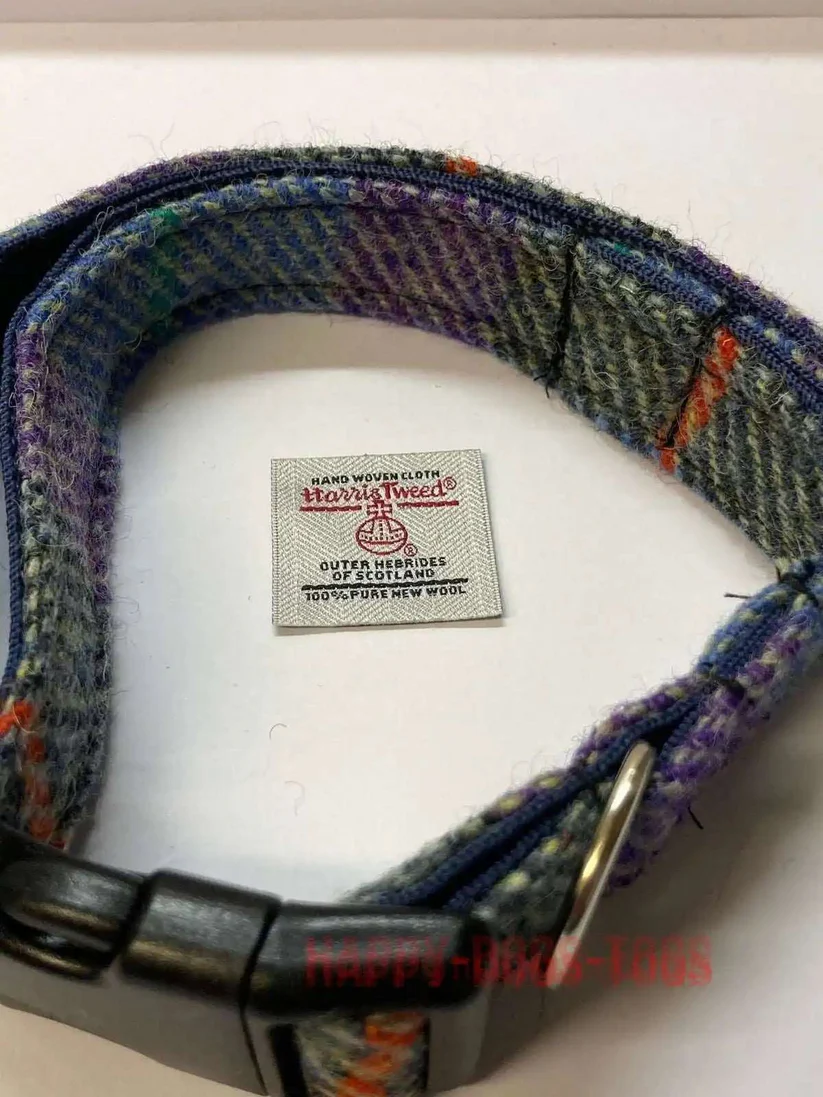 HAND WOVEN CLOTH
Harris Tweed®
®
OUTER HEBRIDES
OF SCOTLAND
100% PURE NEW WOOL
HAPPY-DOGS-TOGS